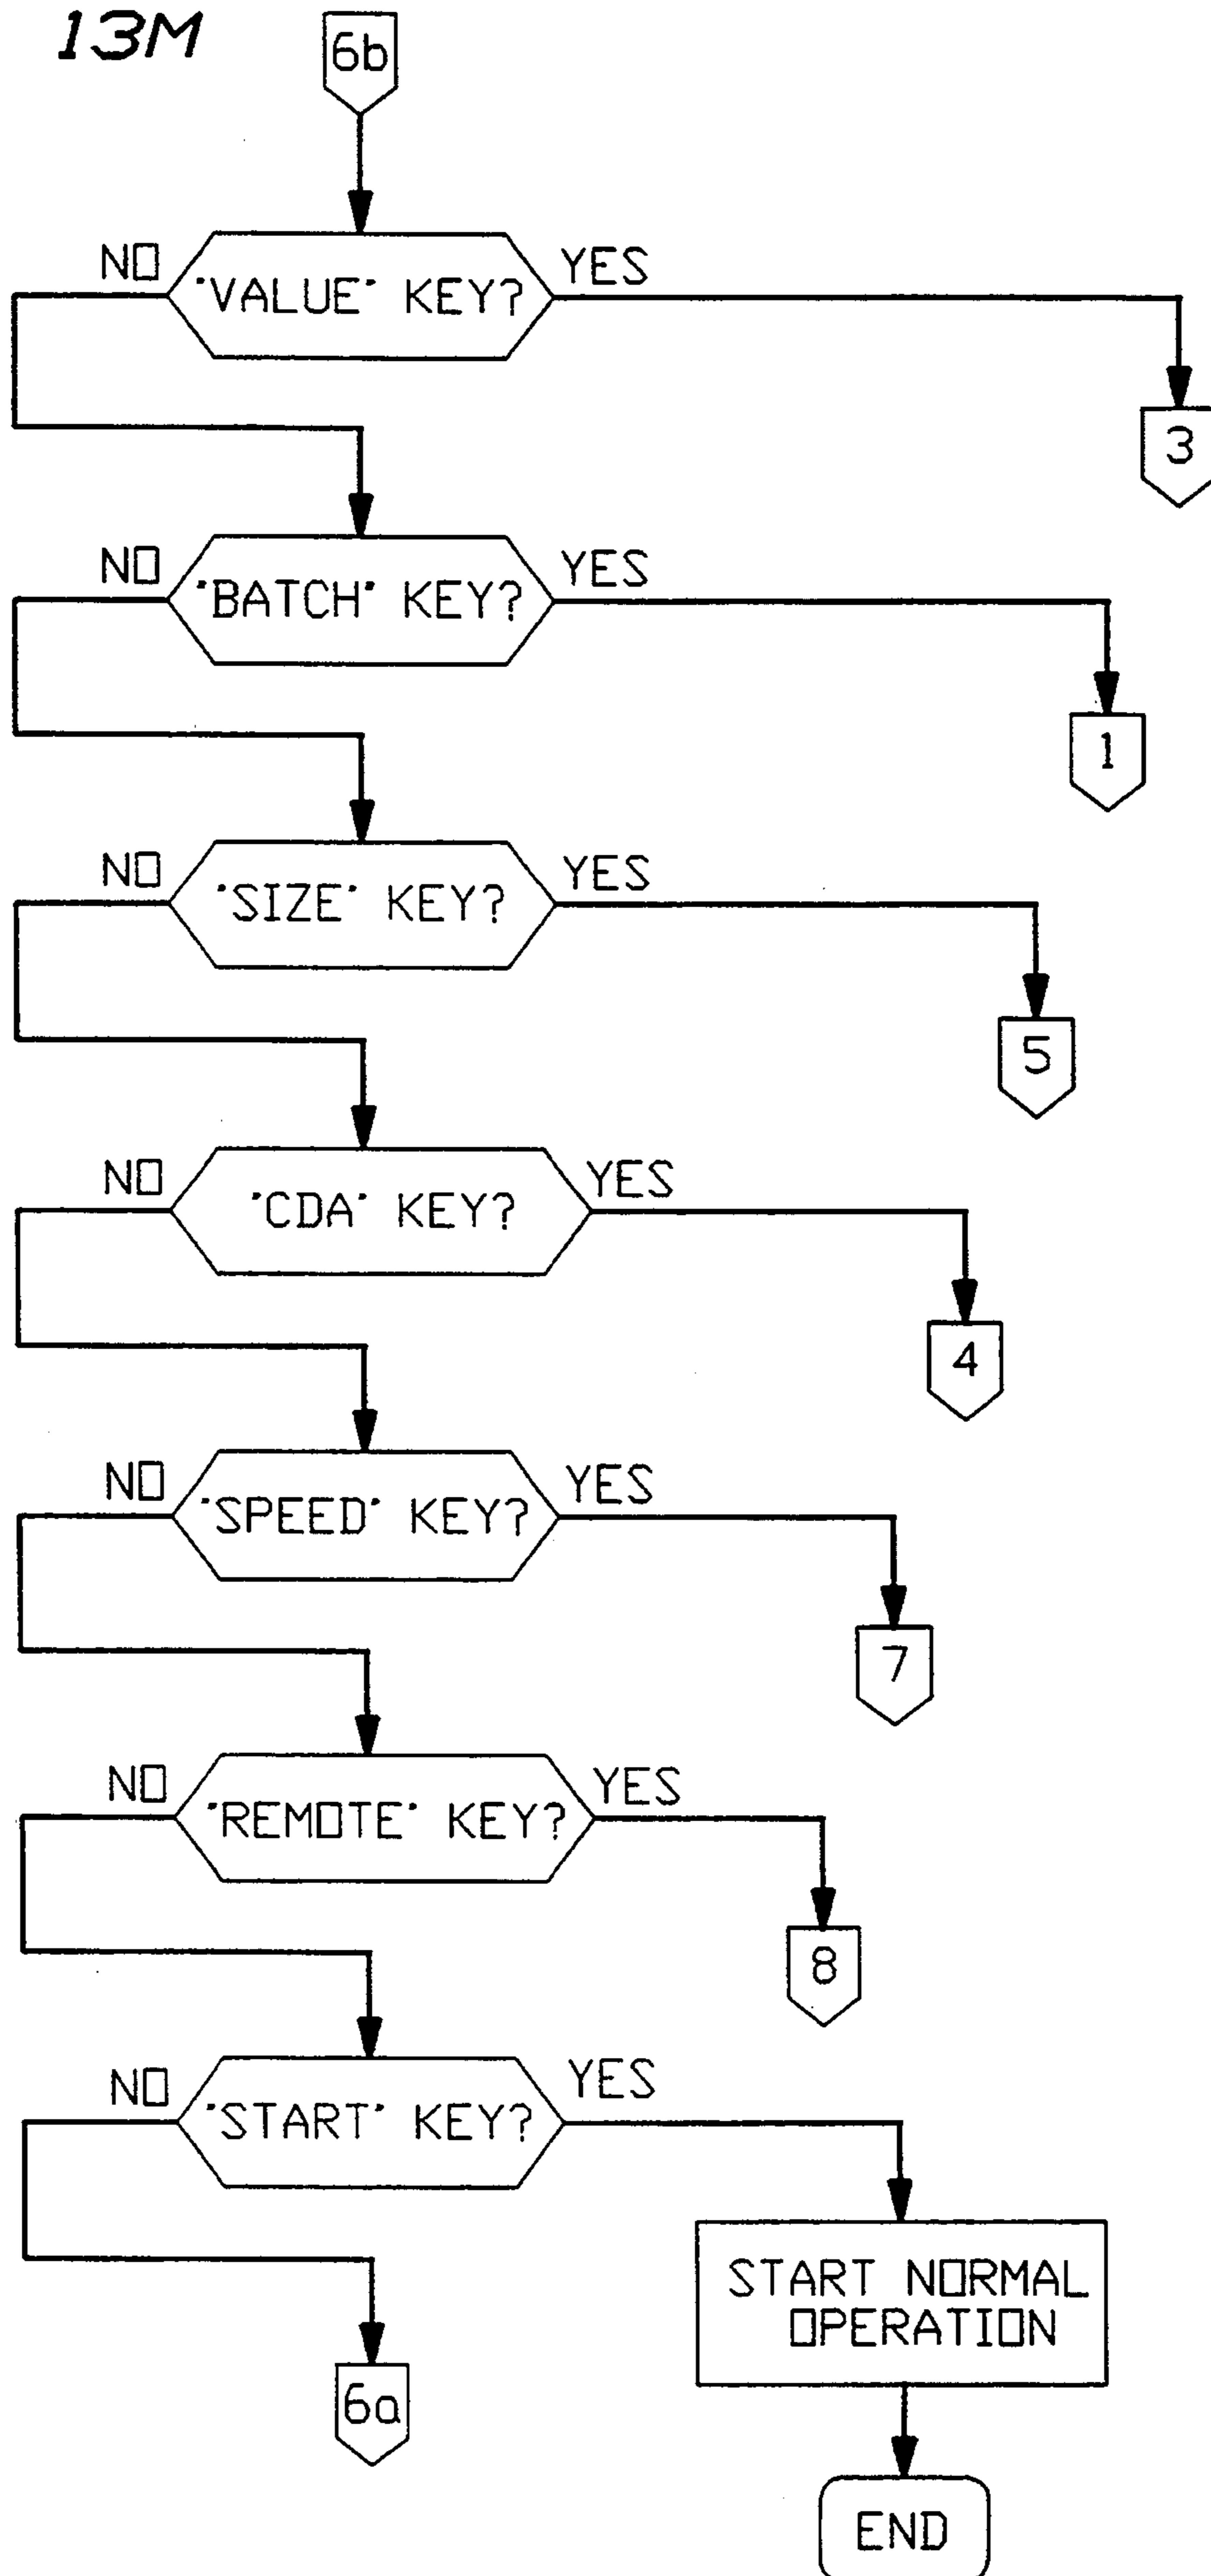 13M
6b
NO
"VALUE" KEY?
YES
3
NO
"BATCH" KEY?
YES
1
NO
"SIZE" KEY?
YES
5
NO
"CDA" KEY?
YES
4
NO
"SPEED" KEY?
YES
7
NO
"REMOTE" KEY?
YES
8
NO
"START" KEY?
YES
START NORMAL
OPERATION
6a
END